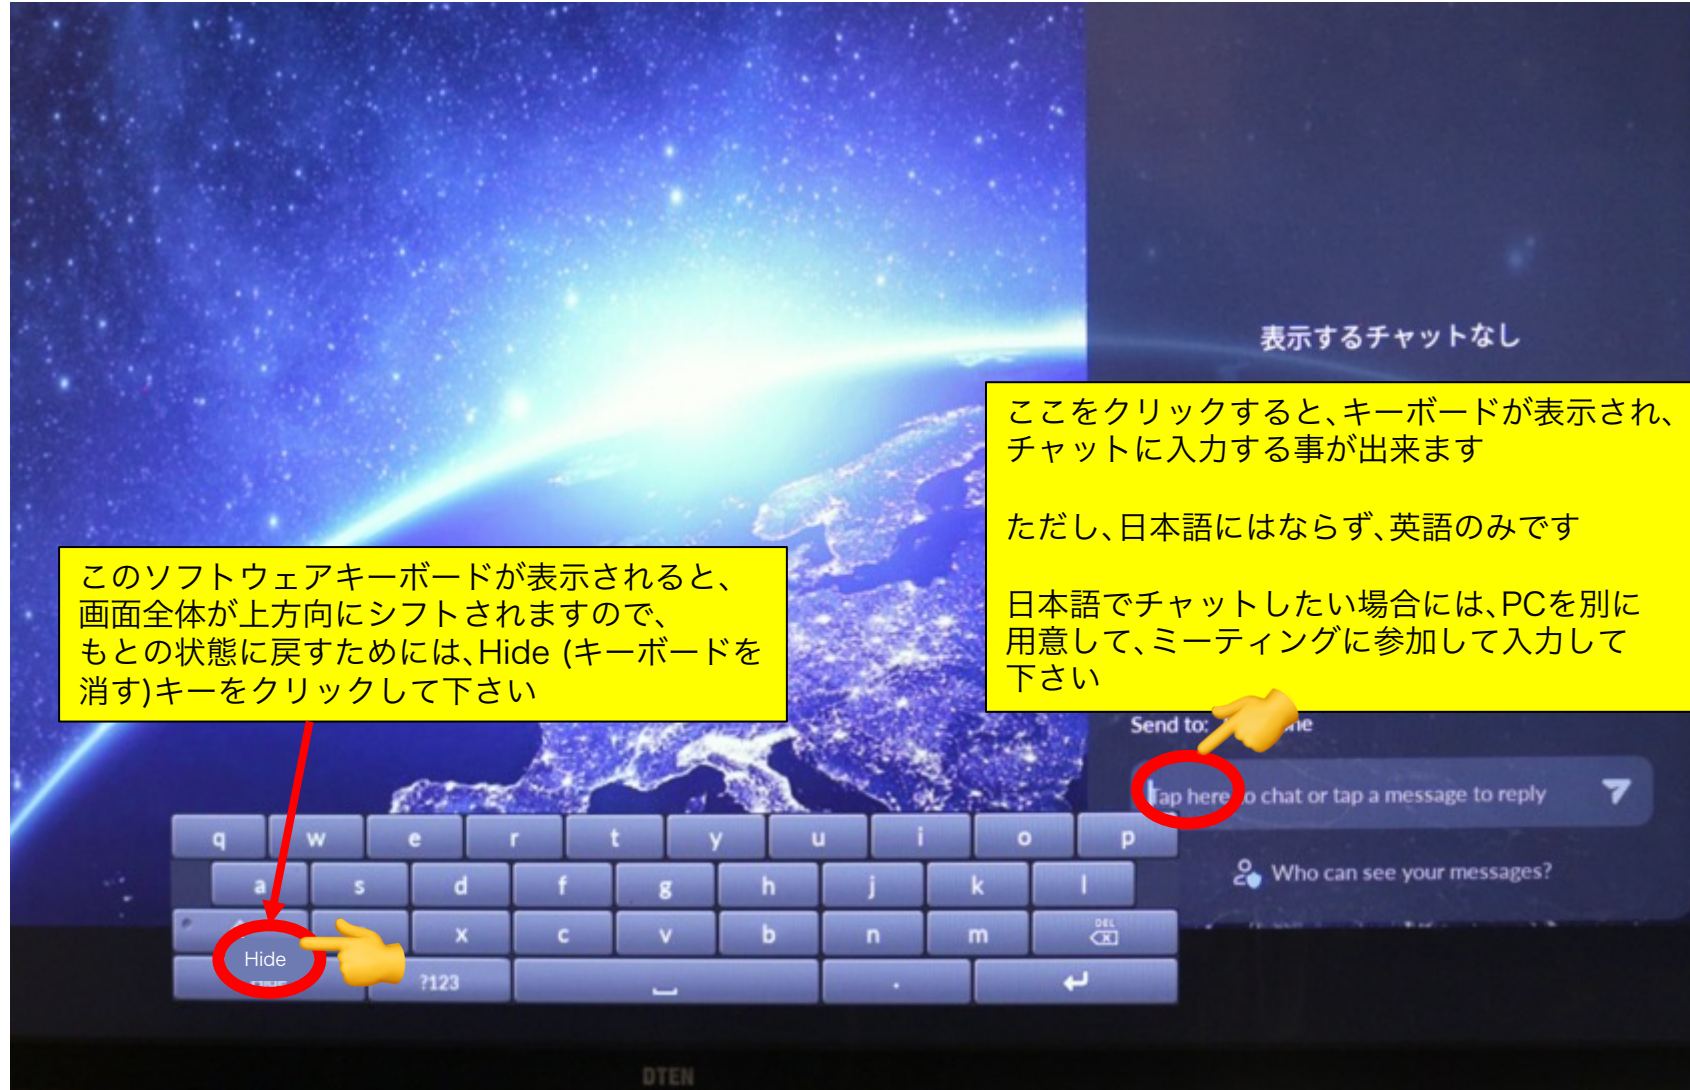 表示するチャットなし
ここをクリックすると、キーボードが表示され、
チャットに入力する事が出来ます
ただし、日本語にはならず、英語のみです
日本語でチャットしたい場合には、PCを別に
用意して、ミーティングに参加して入力して
下さい
このソフトウェアキーボードが表示されると、
画面全体が上方向にシフトされますので、
もとの状態に戻すためには、Hide (キーボードを
消す)キーをクリックして下さい
Send to:
Tap here to chat or tap a message to reply
Who can see your messages?
q w e r t y u i o p
a s d f g h j k l
x c v b n m DEL
Hide
?123 .
DTEN